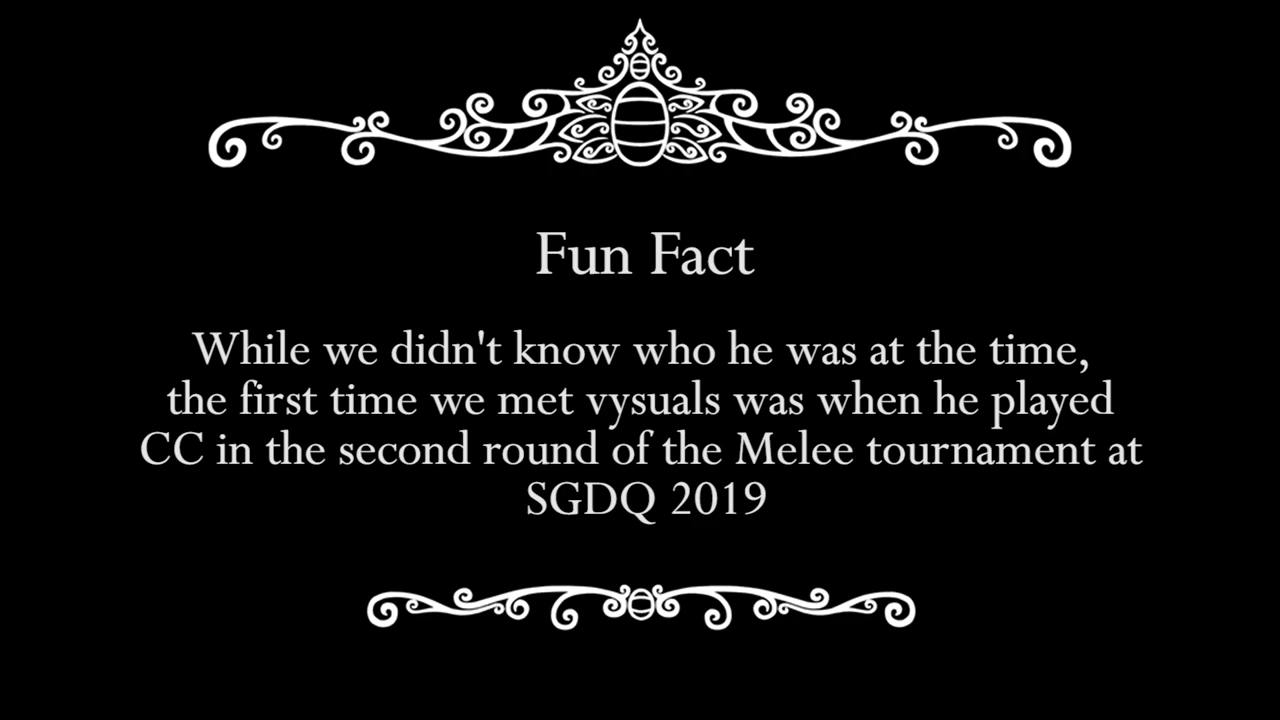 Fun Fact
While we didn't know who he was at the time,
the first time we met vysuals was when he played
CC in the second round of the Melee tournament at
SGDQ 2019